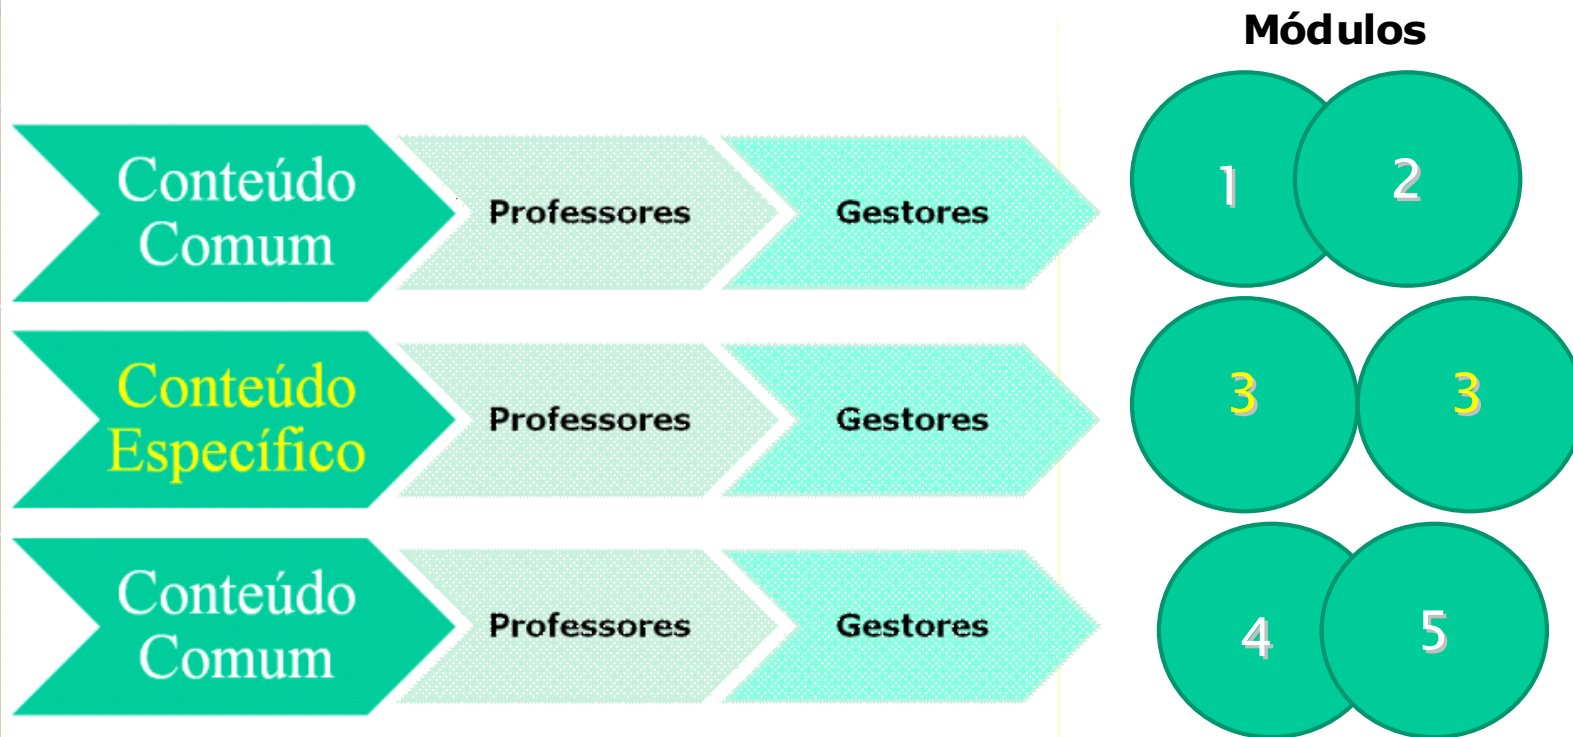 Módulos
Conteúdo
Comum
Professores
Gestores
1
2
Conteúdo
Específico
Professores
Gestores
3
3
Conteúdo
Comum
Professores
Gestores
4
5